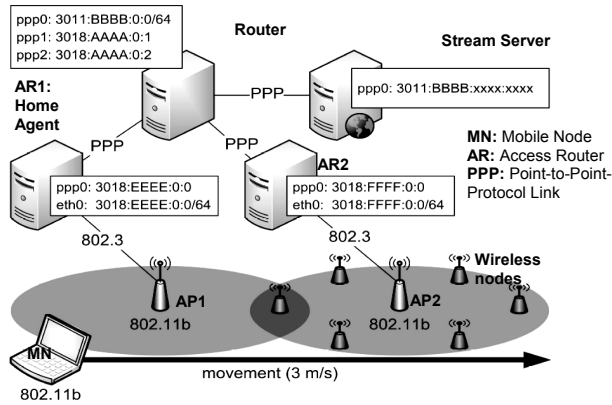 ppp0: 3011:BBBB:0:0/64
ppp1: 3018:AAAA:0:1
ppp2: 3018:AAAA:0:2
Router
Stream Server
ppp0: 3011:BBBB:xxxx:xxxx
AR1:
Home
Agent
PPP
PPP
PPP
MN: Mobile Node
AR: Access Router
PPP: Point-to-Point-
Protocol Link
AR2
ppp0: 3018:EEEE:0:0
eth0: 3018:EEEE:0:0/64
ppp0: 3018:FFFF:0:0
eth0: 3018:FFFF:0:0/64
802.3
802.3
Wireless
nodes
AP1
802.11b
AP2
802.11b
MN
movement (3 m/s)
802.11b